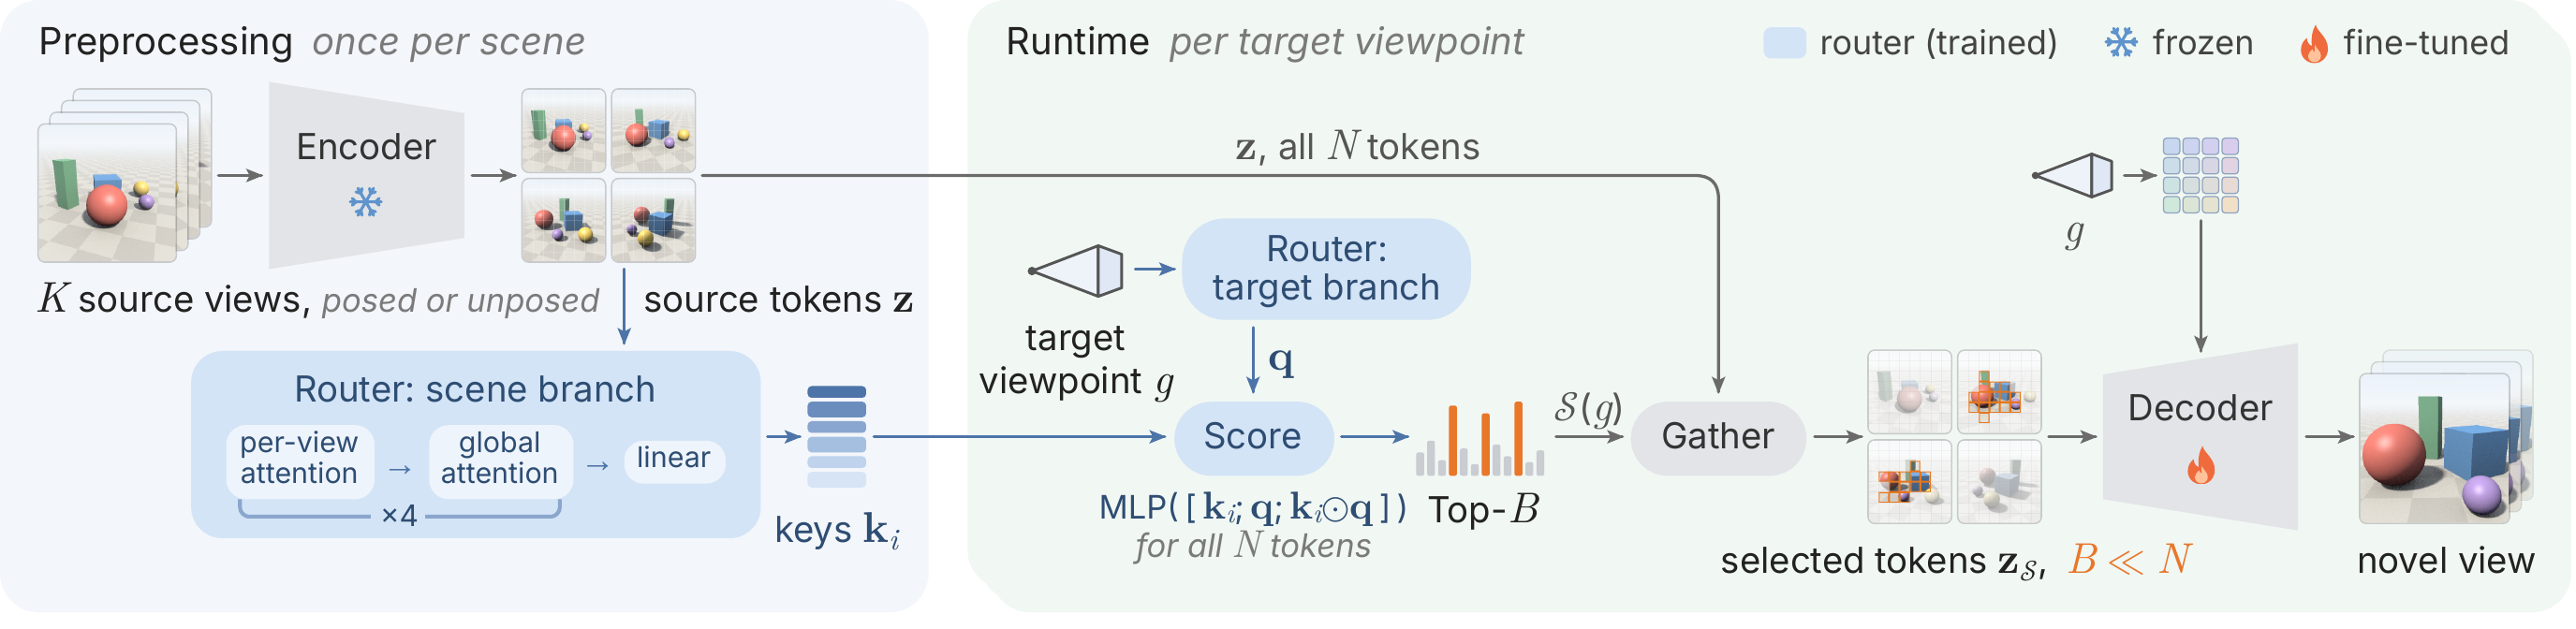 Preprocessing once per scene
Encoder
K source views, posed or unposed
source tokens z
Router: scene branch
per-view attention → global attention → linear
×4
keys kᵢ
Runtime per target viewpoint
router (trained) frozen fine-tuned
z, all N tokens
Router:
target branch
target
viewpoint g
q
Score
MLP([kᵢ; q; kᵢ⊙q])
for all N tokens
Top-B
𝒮(g)
Gather
g
selected tokens z_𝒮, B ≪ N
Decoder
novel view